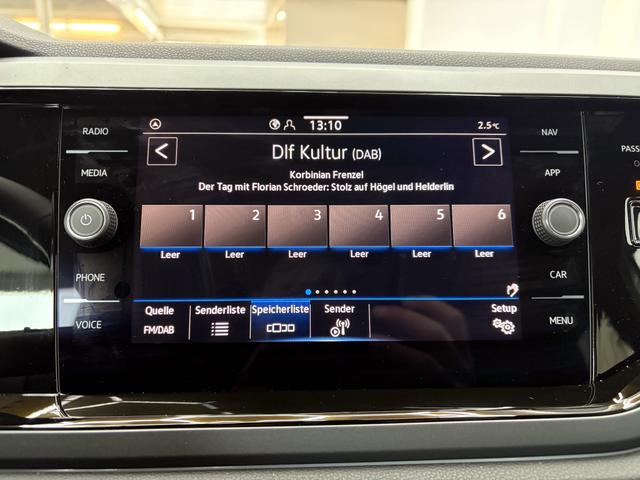 RADIO
MEDIA
PHONE
VOICE
13:10
2.5°C
Dlf Kultur (DAB)
Korbinian Frenzel
Der Tag mit Florian Schroeder: Stolz auf Högel und Helderlin
1 2 3 4 5 6
Leer Leer Leer Leer Leer Leer
Quelle Senderliste Speicherliste Sender Setup
FM/DAB
NAV
APP
CAR
MENU
PASS